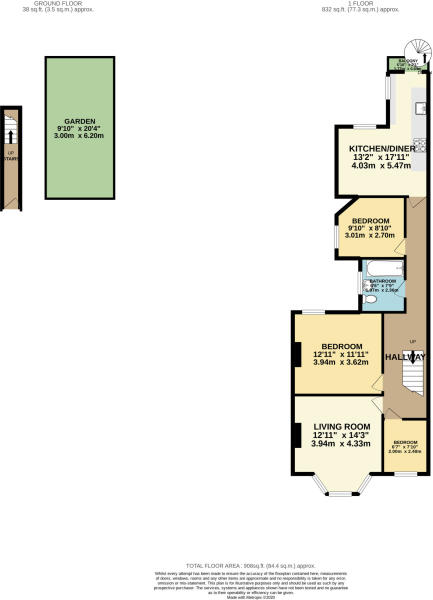 GROUND FLOOR
38 sq.ft. (3.5 sq.m.) approx.
1 FLOOR
832 sq.ft. (77.3 sq.m.) approx.
BALCONY
GARDEN
9'10" x 20'4"
3.00m x 6.20m
UP
STAIRS
KITCHEN/DINER
13'2" x 17'11"
4.03m x 5.47m
BEDROOM
9'10" x 8'10"
3.01m x 2.70m
BATHROOM
UP
HALLWAY
BEDROOM
12'11" x 11'11"
3.94m x 3.62m
LIVING ROOM
12'11" x 14'3"
3.94m x 4.33m
BEDROOM
6'7" x 7'10"
2.00m x 2.40m
TOTAL FLOOR AREA : 908sq.ft. (84.4 sq.m.) approx.
Whilst every attempt has been made to ensure the accuracy of the floorplan contained here, measurements
of doors, windows, rooms and any other items are approximate and no responsibility is taken for any error,
omission or mis-statement. This plan is for illustrative purposes only and should be used as such by any
prospective purchaser. The services, systems and appliances shown have not been tested and no guarantee
as to their operability or efficiency can be given.
Made with Metropix ©2020